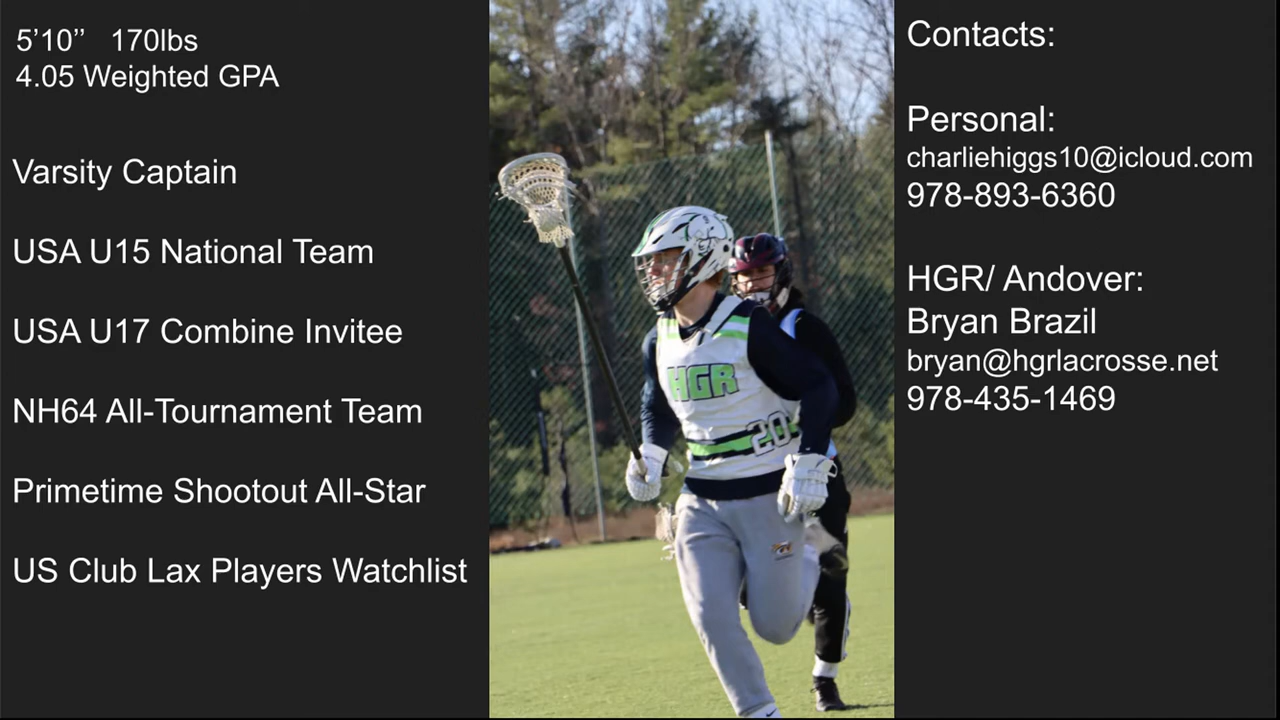 5’10’’ 170lbs
4.05 Weighted GPA
Varsity Captain
USA U15 National Team
USA U17 Combine Invitee
NH64 All-Tournament Team
Primetime Shootout All-Star
US Club Lax Players Watchlist
HGR
20
Contacts:
Personal:
charliehiggs10@icloud.com
978-893-6360
HGR/ Andover:
Bryan Brazil
bryan@hgrlacrosse.net
978-435-1469